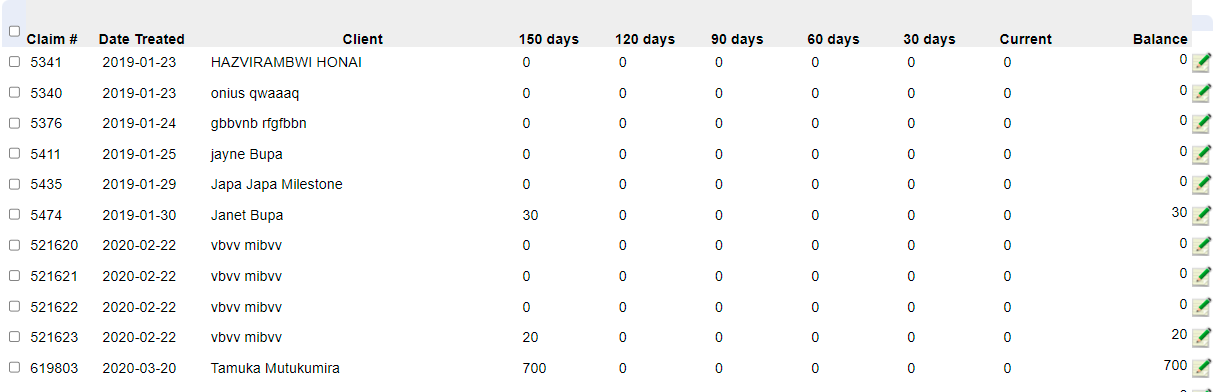 Claim # Date Treated Client 150 days 120 days 90 days 60 days 30 days Current Balance
5341 2019-01-23 HAZVIRAMBWI HONAI 0 0 0 0 0 0 0
5340 2019-01-23 onius qwaaaq 0 0 0 0 0 0 0
5376 2019-01-24 gbbvnb rfgfbbn 0 0 0 0 0 0 0
5411 2019-01-25 jayne Bupa 0 0 0 0 0 0 0
5435 2019-01-29 Japa Japa Milestone 0 0 0 0 0 0 0
5474 2019-01-30 Janet Bupa 30 0 0 0 0 0 30
521620 2020-02-22 vbvv mibvv 0 0 0 0 0 0 0
521621 2020-02-22 vbvv mibvv 0 0 0 0 0 0 0
521622 2020-02-22 vbvv mibvv 0 0 0 0 0 0 0
521623 2020-02-22 vbvv mibvv 20 0 0 0 0 0 20
619803 2020-03-20 Tamuka Mutukumira 700 0 0 0 0 0 700